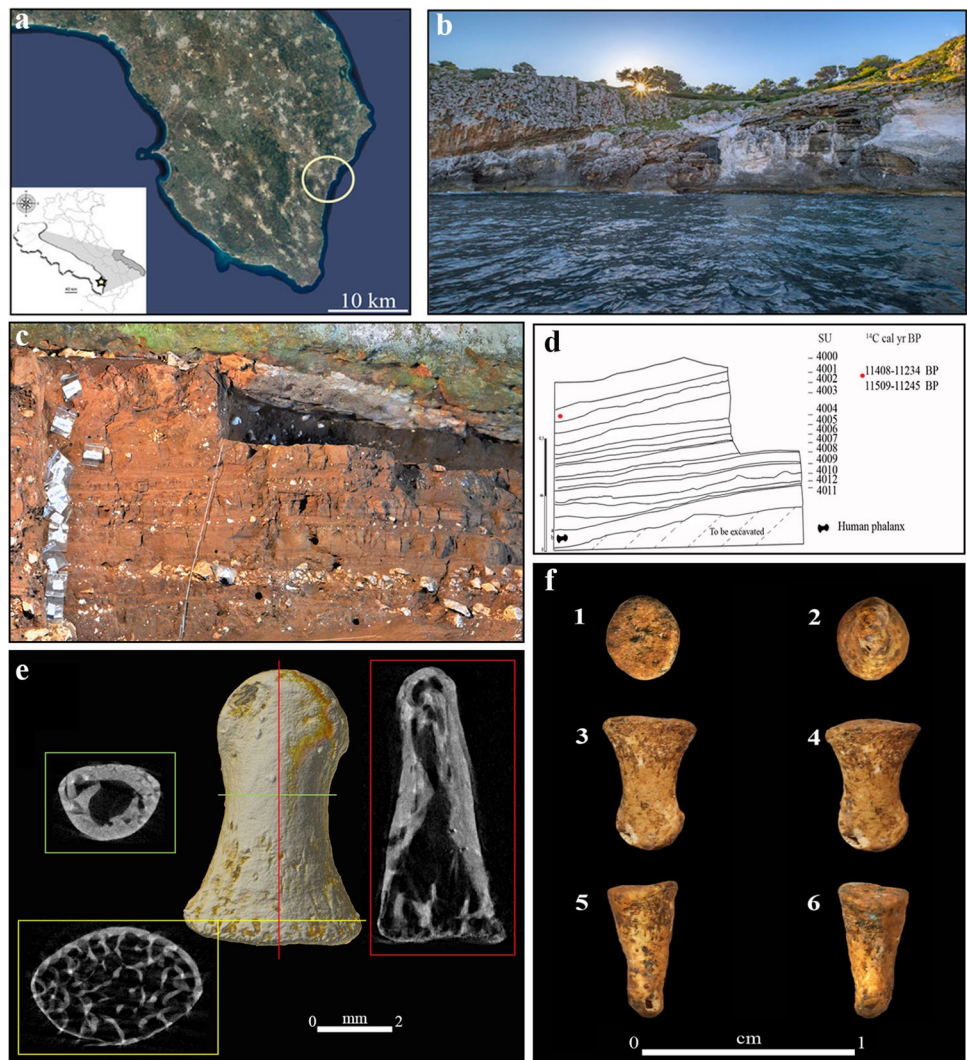 a
10 km
40 km
b
c
d
SU
¹⁴C cal yr BP
4000
4001
4002
4003
4004
4005
4006
4007
4008
4009
4010
4012
4011
11408-11234 BP
11509-11245 BP
To be excavated
Human phalanx
e
0 mm 2
f
1
2
3
4
5
6
0 cm 1